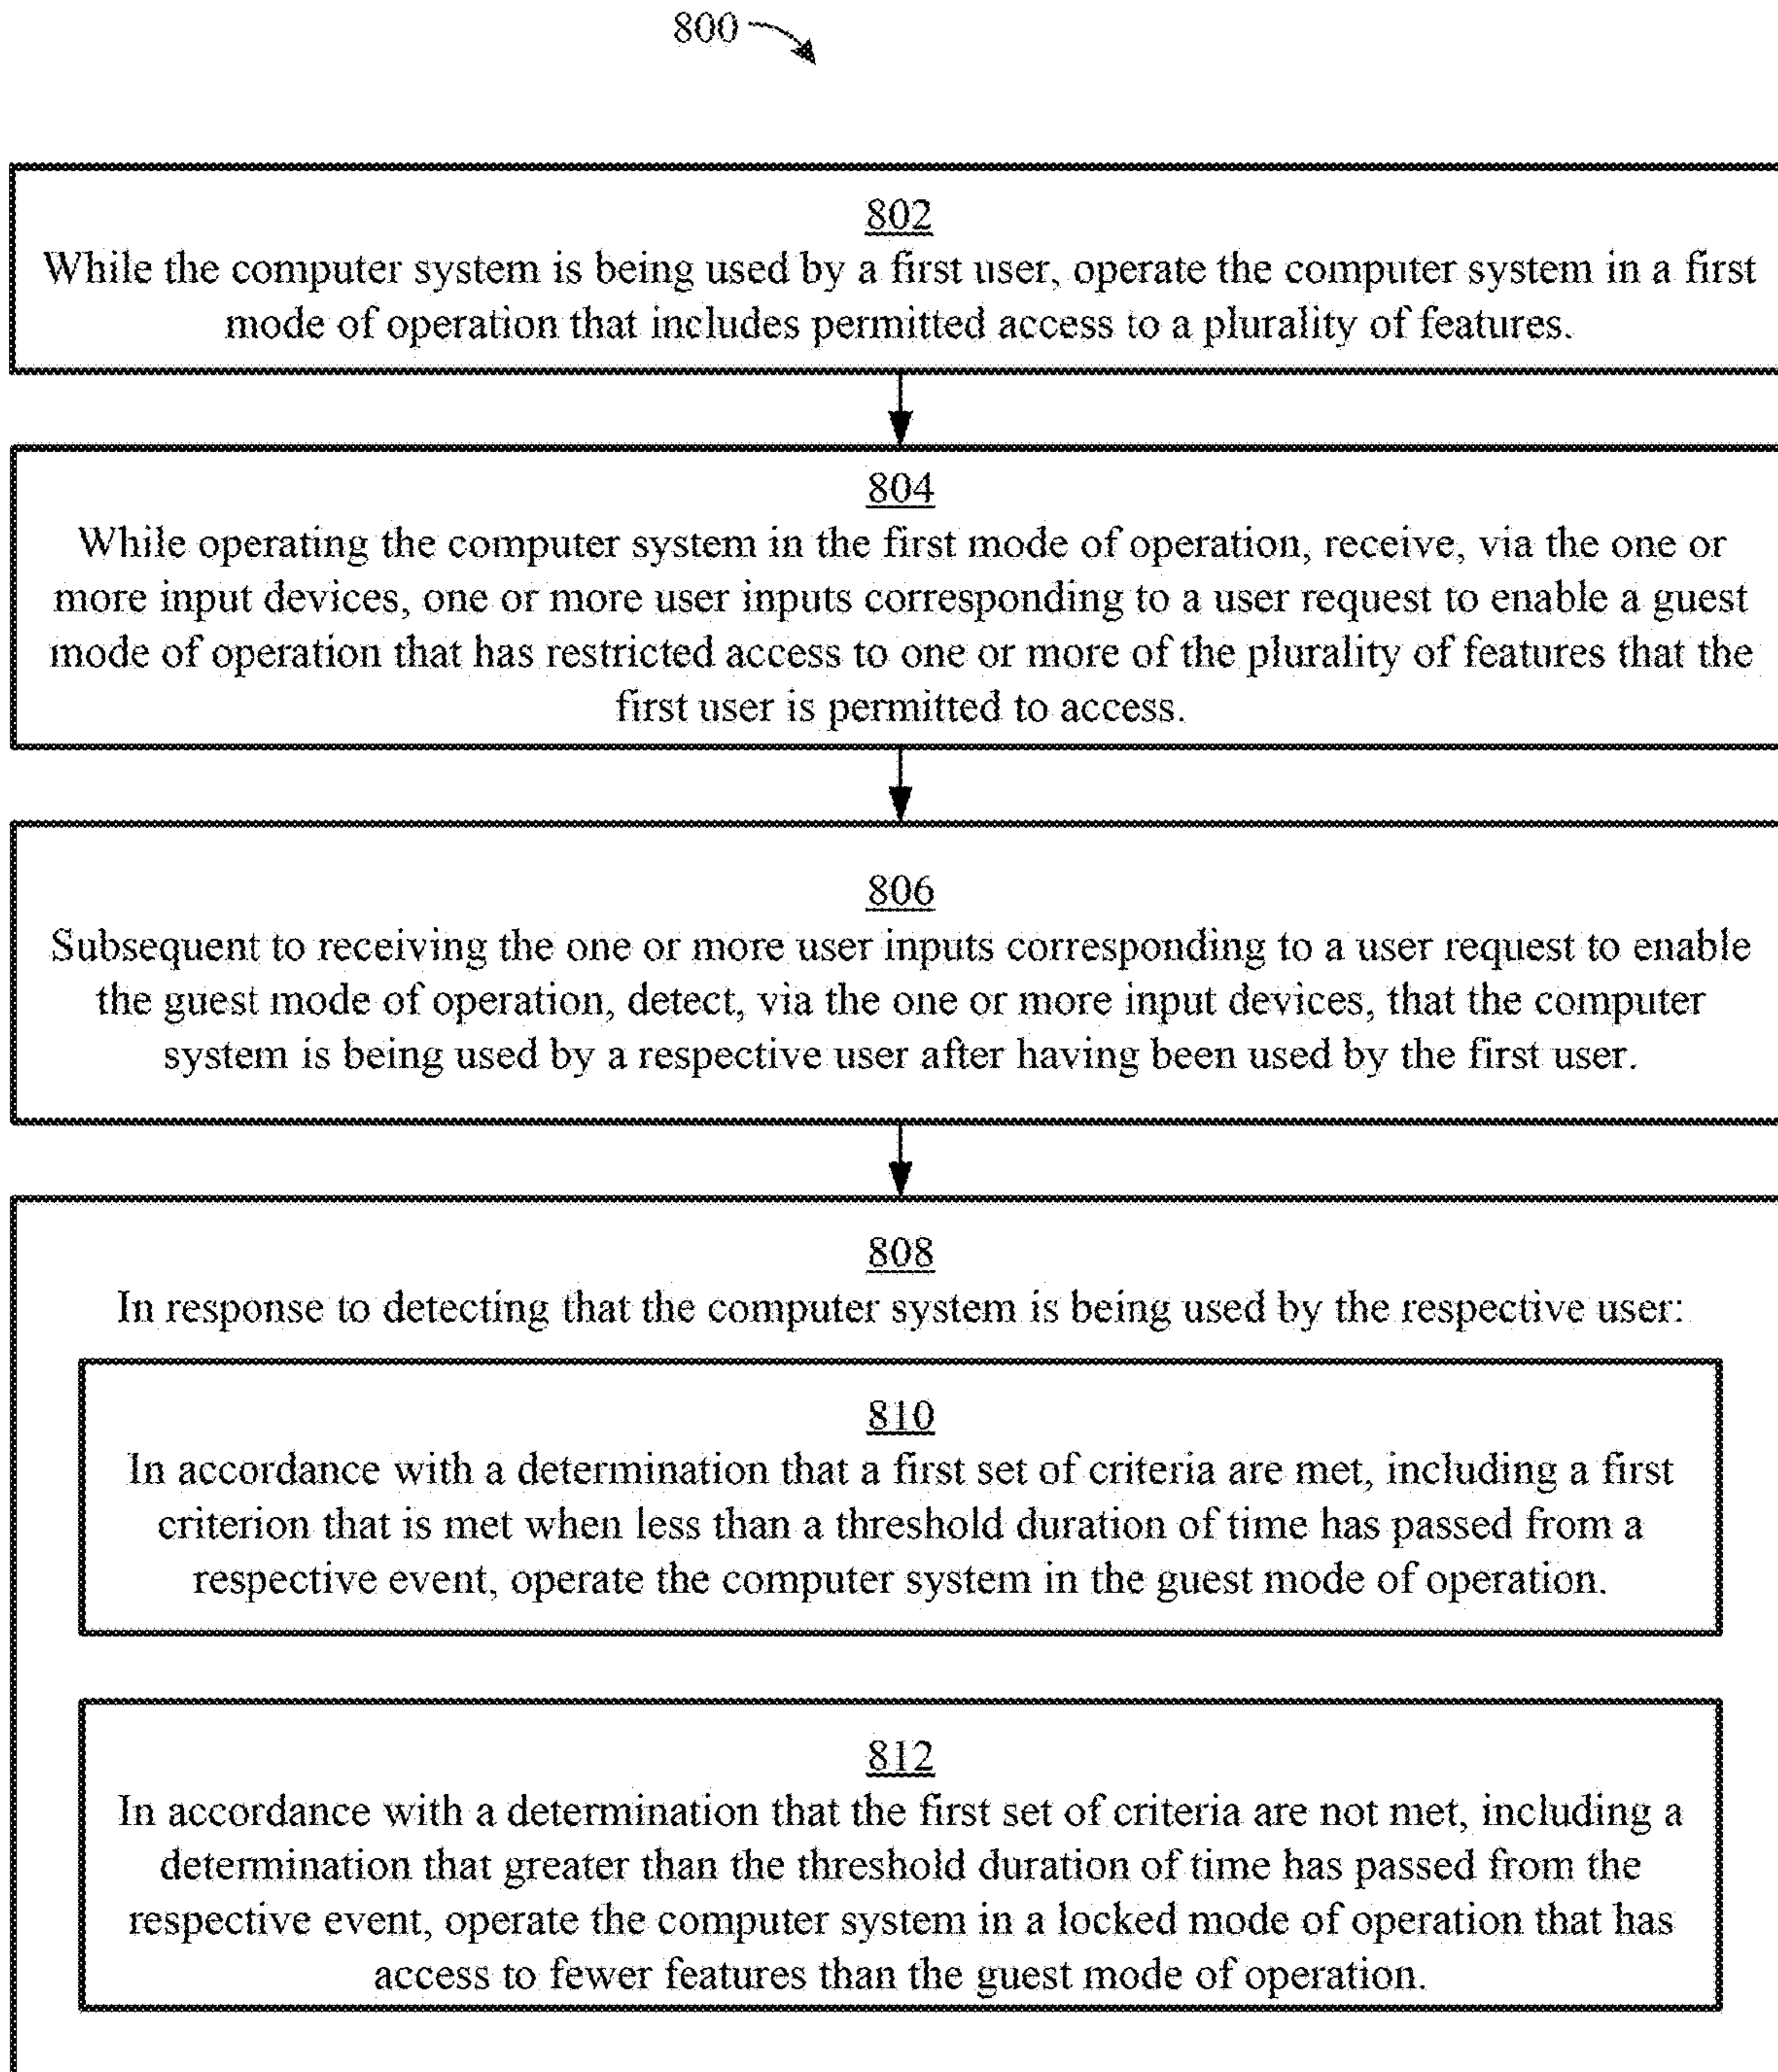 800
802
While the computer system is being used by a first user, operate the computer system in a first
mode of operation that includes permitted access to a plurality of features.
804
While operating the computer system in the first mode of operation, receive, via the one or
more input devices, one or more user inputs corresponding to a user request to enable a guest
mode of operation that has restricted access to one or more of the plurality of features that the
first user is permitted to access.
806
Subsequent to receiving the one or more user inputs corresponding to a user request to enable
the guest mode of operation, detect, via the one or more input devices, that the computer
system is being used by a respective user after having been used by the first user.
808
In response to detecting that the computer system is being used by the respective user:
810
In accordance with a determination that a first set of criteria are met, including a first
criterion that is met when less than a threshold duration of time has passed from a
respective event, operate the computer system in the guest mode of operation.
812
In accordance with a determination that the first set of criteria are not met, including a
determination that greater than the threshold duration of time has passed from the
respective event, operate the computer system in a locked mode of operation that has
access to fewer features than the guest mode of operation.